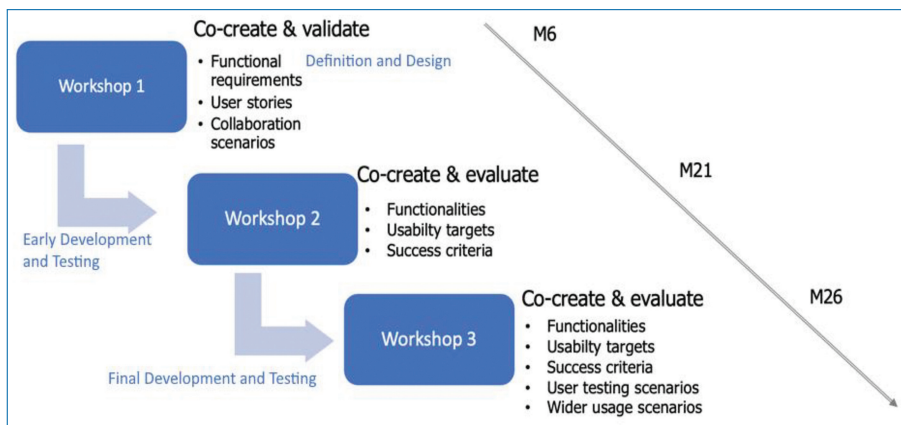 Co-create & validate
M6
Workshop 1
• Functional
requirements
Definition and Design
• User stories
• Collaboration
scenarios
M21
Co-create & evaluate
Workshop 2
• Functionalities
• Usabilty targets
• Success criteria
Early Development
and Testing
M26
Co-create & evaluate
Workshop 3
• Functionalities
• Usabilty targets
• Success criteria
• User testing scenarios
• Wider usage scenarios
Final Development and Testing